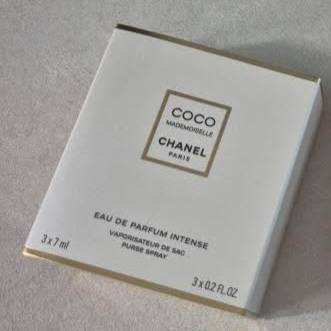 COCO
MADEMOISELLE
CHANEL
PARIS
EAU DE PARFUM INTENSE
VAPORISATEUR DE SAC
PURSE SPRAY
3 x 7 ml
3 x 0.2 FL.OZ